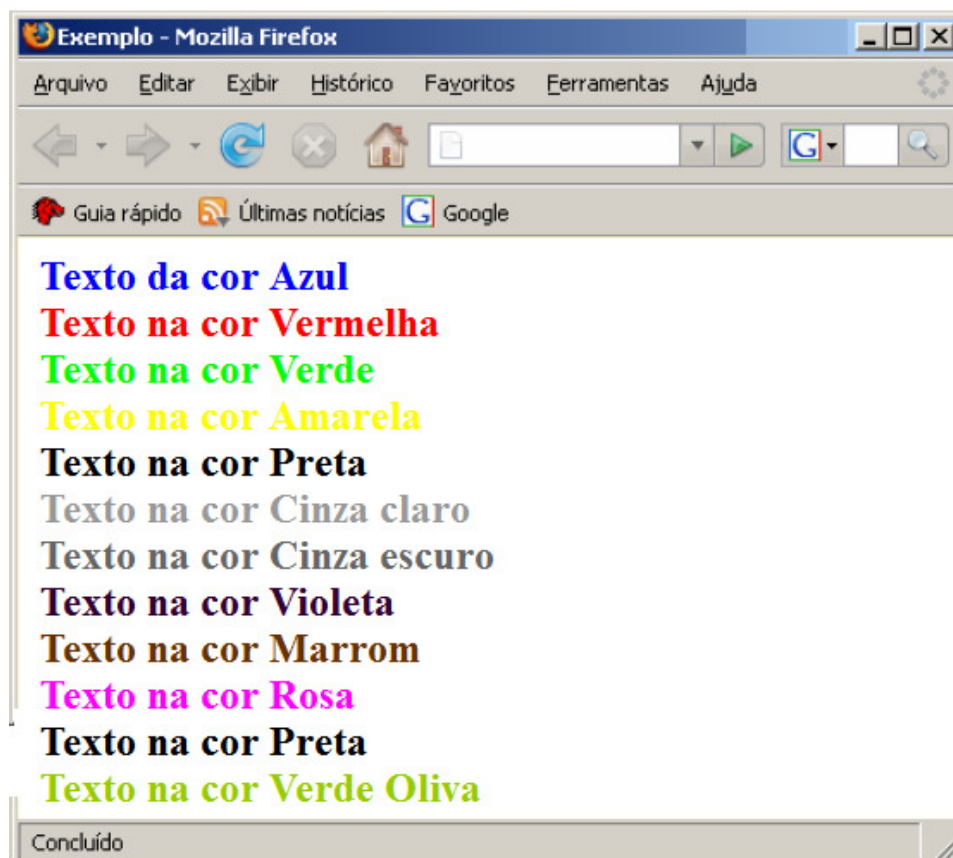 Exemplo - Mozilla Firefox
Arquivo Editar Exibir Histórico Favoritos Ferramentas Ajuda
G
Guia rápido Últimas notícias G Google
Texto da cor Azul
Texto na cor Vermelha
Texto na cor Verde
Texto na cor Amarela
Texto na cor Preta
Texto na cor Cinza claro
Texto na cor Cinza escuro
Texto na cor Violeta
Texto na cor Marrom
Texto na cor Rosa
Texto na cor Preta
Texto na cor Verde Oliva
Concluído